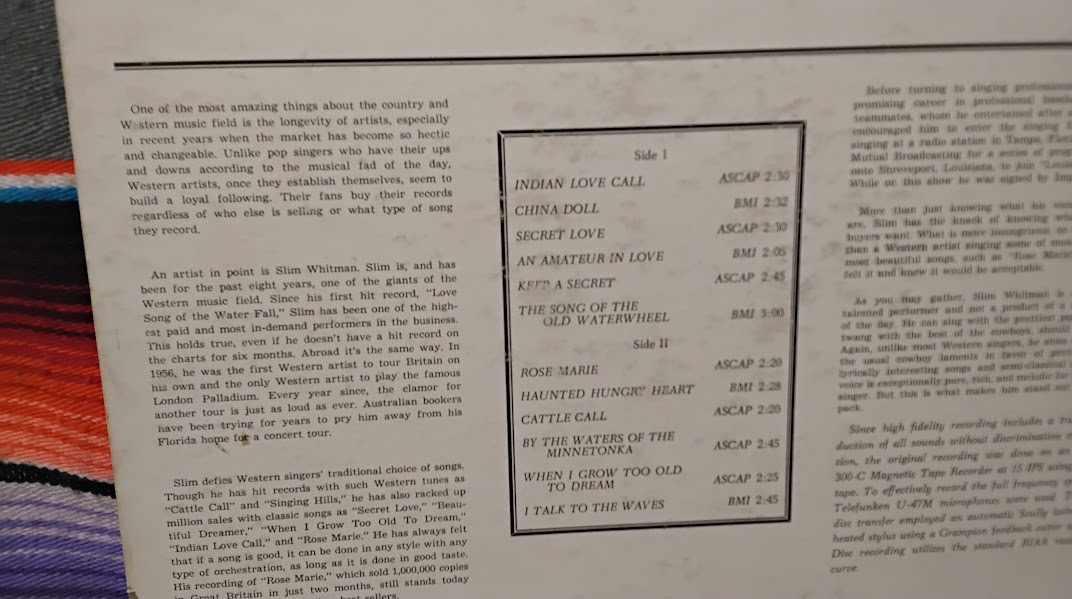 One of the most amazing things about the country and
Western music field is the longevity of artists, especially
in recent years when the market has become so hectic
and changeable. Unlike pop singers who have their ups
and downs according to the musical fad of the day,
Western artists, once they establish themselves, seem to
build a loyal following. Their fans buy their records
regardless of who else is selling or what type of song
they record.
An artist in point is Slim Whitman. Slim is, and has
been for the past eight years, one of the giants of the
Western music field. Since his first hit record, "Love
Song of the Water Fall," Slim has been one of the high-
est paid and most in-demand performers in the business.
This holds true, even if he doesn't have a hit record on
the charts for six months. Abroad it's the same way. In
1956, he was the first Western artist to tour Britain on
his own and the only Western artist to play the famous
London Palladium. Every year since, the clamor for
another tour is just as loud as ever. Australian bookers
have been trying for years to pry him away from his
Florida home for a concert tour.
Slim defies Western singers' traditional choice of songs.
Though he has hit records with such Western tunes as
"Cattle Call" and "Singing Hills," he has also racked up
million sales with classic songs as "Secret Love," "Beau-
tiful Dreamer," "When I Grow Too Old To Dream,"
"Indian Love Call," and "Rose Marie." He has always felt
that if a song is good, it can be done in any style with any
type of orchestration, as long as it is done in good taste.
His recording of "Rose Marie," which sold 1,000,000 copies
in Great Britain in just two months, still stands today
best sellers.
Side I
INDIAN LOVE CALL ASCAP 2:30
CHINA DOLL BMI 2:32
SECRET LOVE ASCAP 2:30
AN AMATEUR IN LOVE BMI 2:05
KEEP A SECRET ASCAP 2:45
THE SONG OF THE
OLD WATERWHEEL BMI 3:00
Side II
ROSE MARIE ASCAP 2:20
HAUNTED HUNGRY HEART BMI 2:28
CATTLE CALL ASCAP 2:20
BY THE WATERS OF THE
MINNETONKA ASCAP 2:45
WHEN I GROW TOO OLD
TO DREAM ASCAP 2:25
I TALK TO THE WAVES BMI 2:45
Before turning to singing
promising career in professional
teammates, whom he entertained after
encouraged him to enter the singing
singing at a radio station in Tampa,
Mutual Broadcasting for a series of
onto Shreveport, Louisiana, to join
While on this show he was signed by
More than just knowing what his
are, Slim has the knack of knowing
buyers want. What is more incongruous
than a Western artist singing some of
most beautiful songs, such as "Rose
felt it and knew it would be acceptable.
As you may gather, Slim Whitman is
talented performer and not a product of
of the day. He can sing with the prettiest
twang with the best of the cowboys, should
Again, unlike most Western singers, he
the usual cowboy laments in favor of
lyrically interesting songs and
voice is exceptionally pure, rich, and melodic for
singer. But this is what makes him stand out
pack.
Since high fidelity recording includes a
duction of all sounds without discrimination
tion, the original recording was done on an
300-C Magnetic Tape Recorder at 15 IPS using
tape. To effectively record the full frequency
Telefunken U-47M microphones were used.
disc transfer employed an automatic Scully
heated stylus using a Grampion feedback cutter
Disc recording utilizes the standard RIAA
curve.